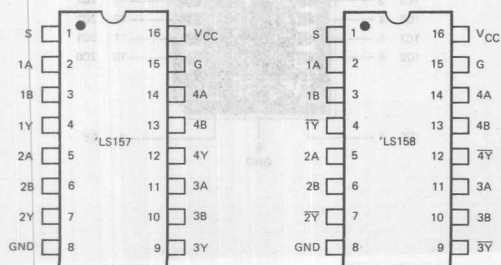 S 1 16 VCC
1A 2 15 G
1B 3 14 4A
1Y 4 13 4B
2A 5 12 4Y
2B 6 11 3A
2Y 7 10 3B
GND 8 9 3Y
'LS157
S 1 16 VCC
1A 2 15 G
1B 3 14 4A
1Y̅ 4 13 4B
2A 5 12 4Y̅
2B 6 11 3A
2Y̅ 7 10 3B
GND 8 9 3Y̅
'LS158